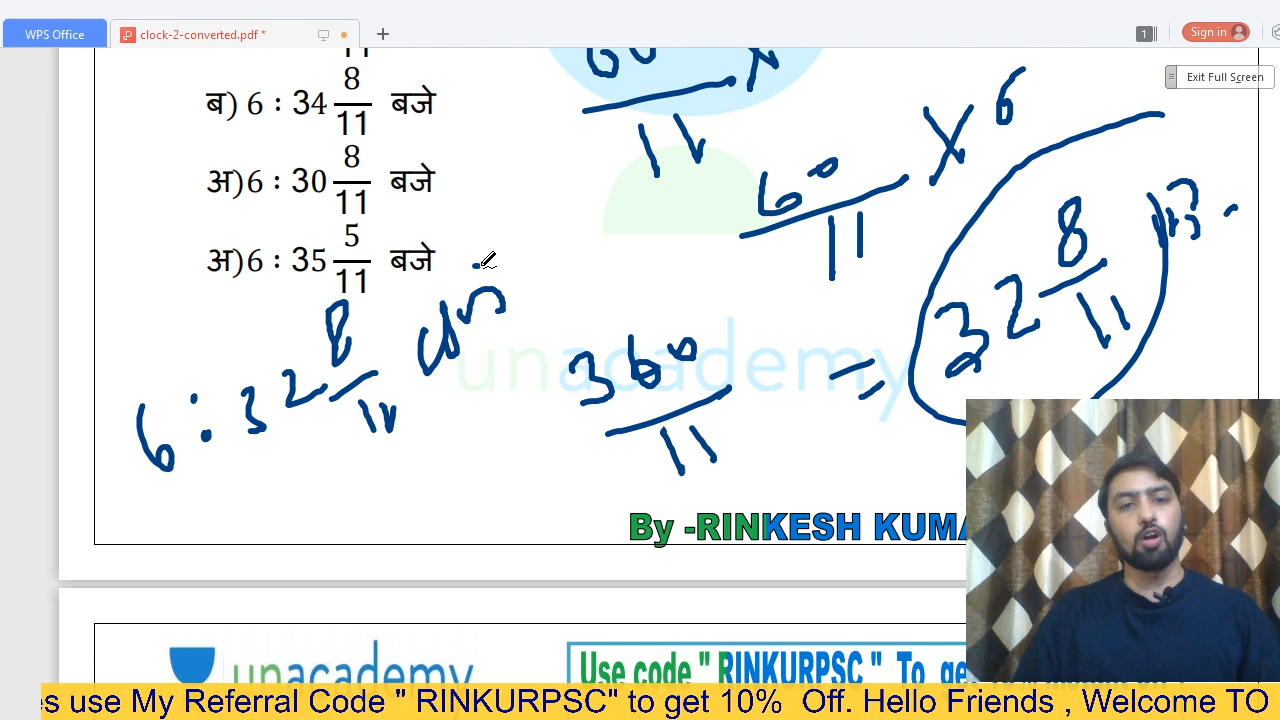 WPS Office
clock-2-converted.pdf *
1
Sign in
Exit Full Screen
11
ब) 6 : 34 8/11 बजे
अ)6 : 30 8/11 बजे
अ)6 : 35 5/11 बजे
11
60/11 X 6
6 : 32 8/11
360/11 = 32 8/11
unacademy
By -RINKESH KUMA
unacademy
Use code " RINKURPSC " To ge
es use My Referral Code " RINKURPSC" to get 10% Off. Hello Friends , Welcome TO